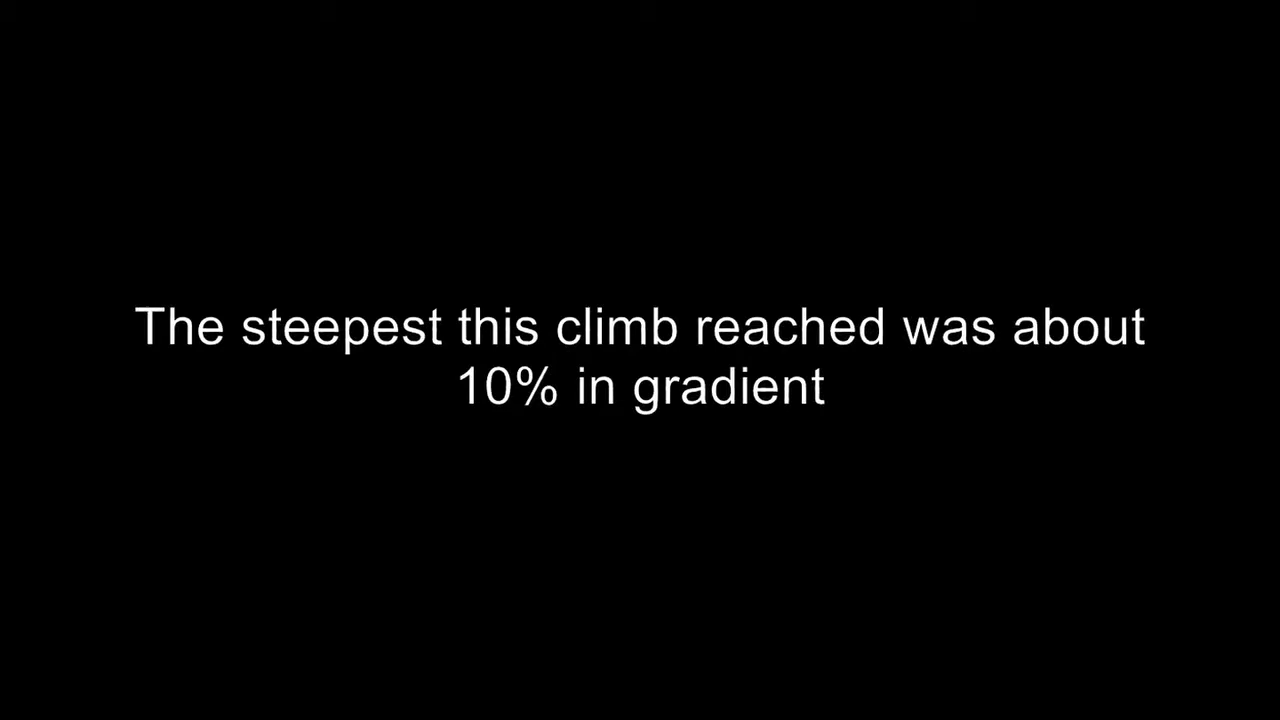 The steepest this climb reached was about
10% in gradient